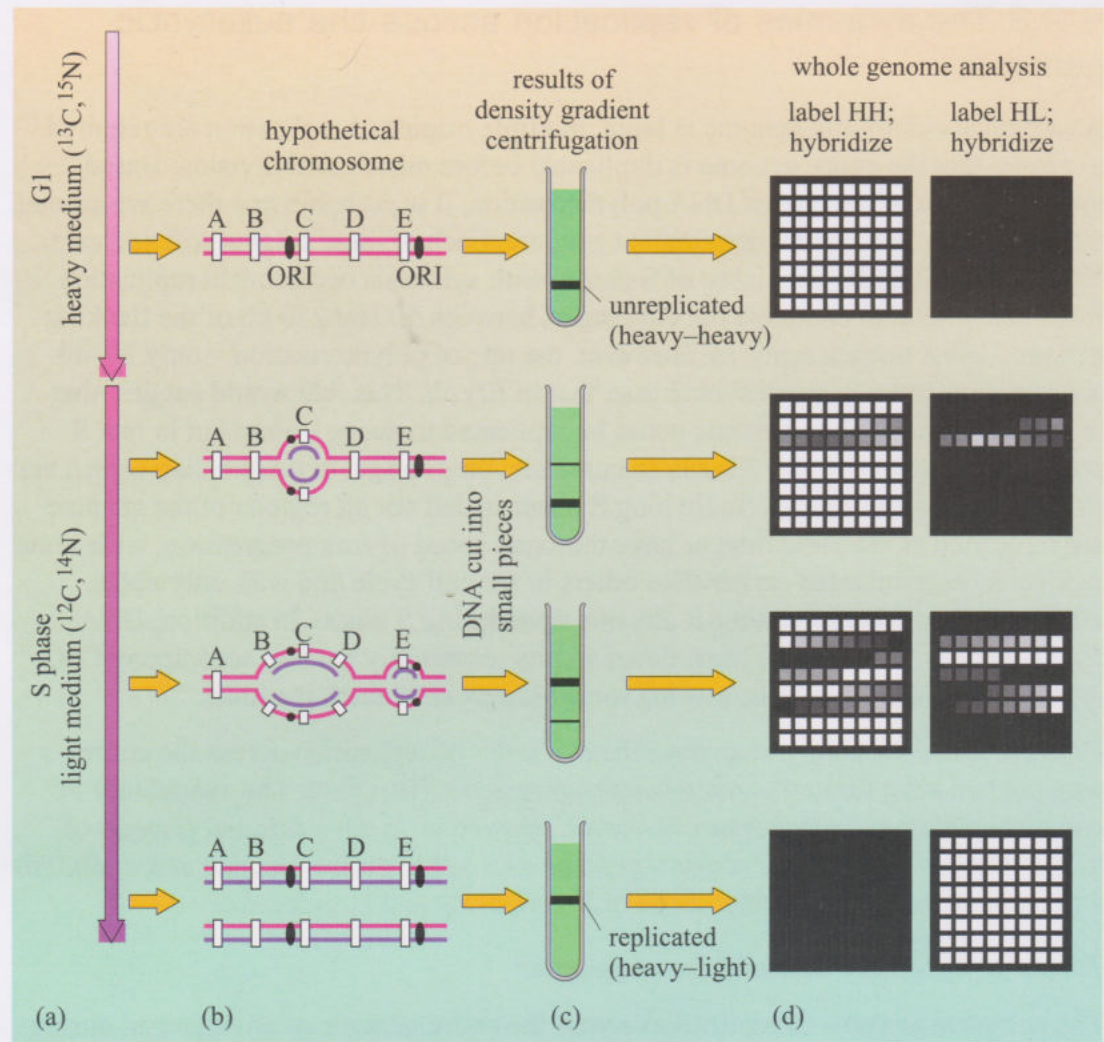 G1
heavy medium (¹³C, ¹⁵N)
S phase
light medium (¹²C, ¹⁴N)
hypothetical
chromosome
results of
density gradient
centrifugation
whole genome analysis
label HH;
hybridize
label HL;
hybridize
A B C D E
ORI ORI
unreplicated
(heavy–heavy)
C
A B D E
DNA cut into
small pieces
C
B D E
A
A B C D E
replicated
(heavy–light)
(a) (b) (c) (d)